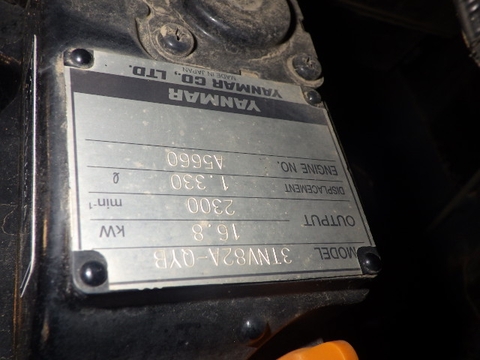 MODEL 3TNV82A-QYB
OUTPUT 16.8 kW
2300 min-1
DISPLACEMENT 1.330 ℓ
ENGINE NO. A5660
YANMAR
YANMAR CO., LTD.
MADE IN JAPAN